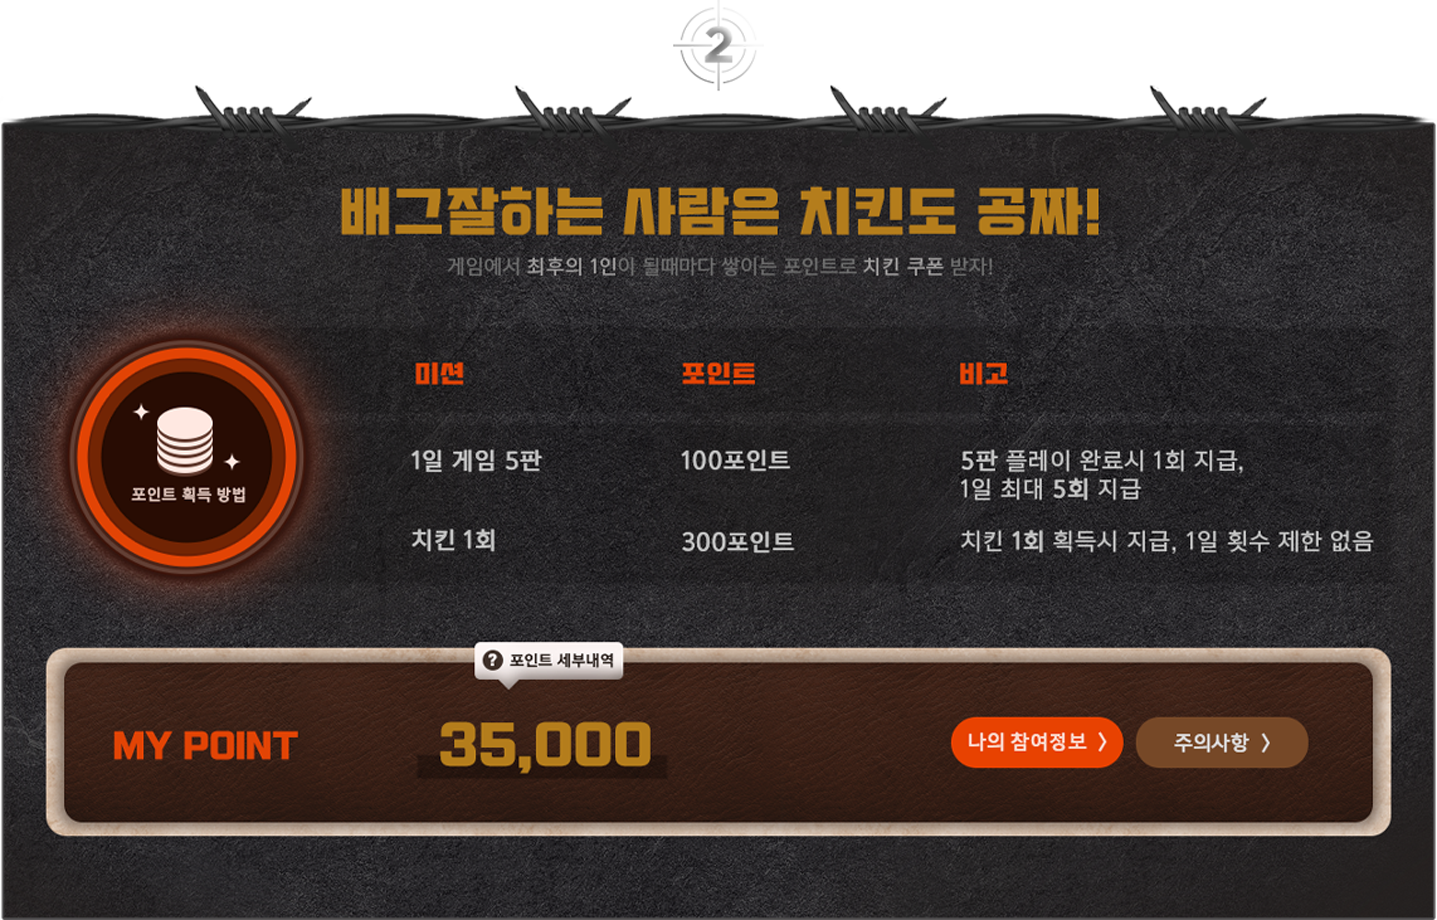 2
배그잘하는 사람은 치킨도 공짜!
게임에서 최후의 1인이 될때마다 쌓이는 포인트로 치킨 쿠폰 받자!
미션 포인트 비고
포인트 획득 방법
1일 게임 5판 100포인트 5판 플레이 완료시 1회 지급,
1일 최대 5회 지급
치킨 1회 300포인트 치킨 1회 획득시 지급, 1일 횟수 제한 없음
? 포인트 세부내역
MY POINT 35,000 나의 참여정보 〉 주의사항 〉